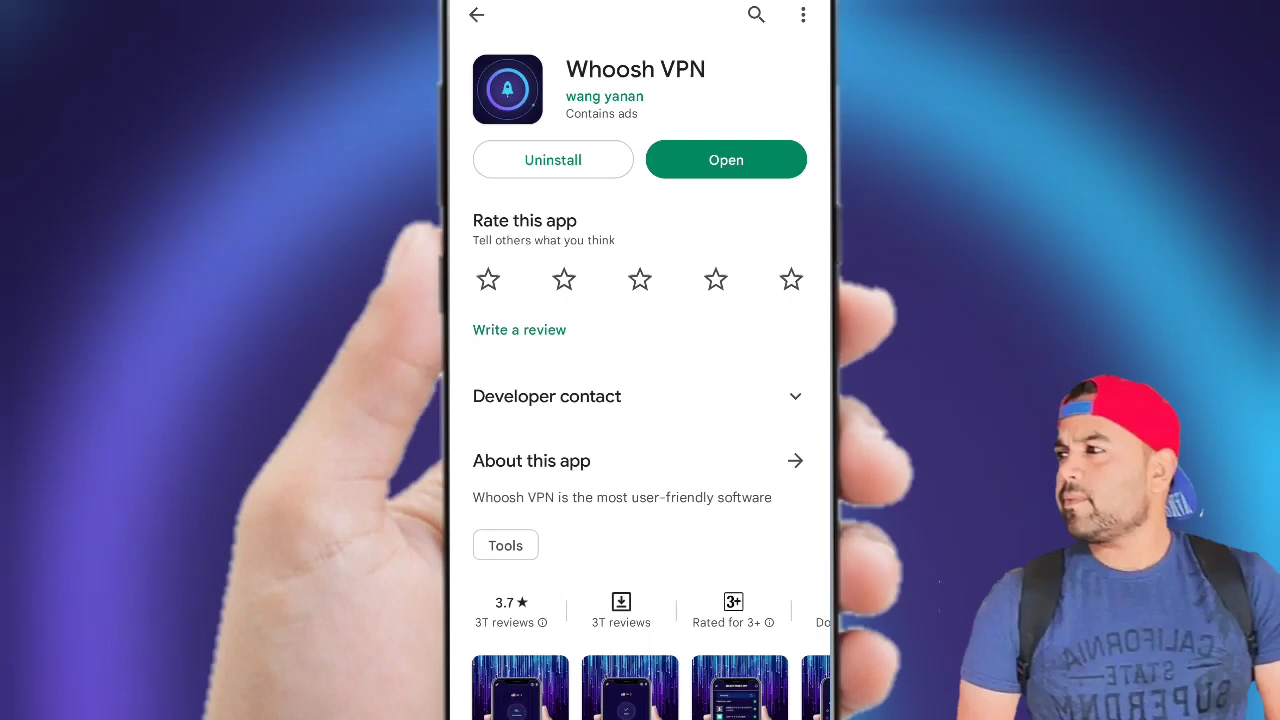 Whoosh VPN
wang yanan
Contains ads
Uninstall
Open
Rate this app
Tell others what you think
Write a review
Developer contact
About this app
Whoosh VPN is the most user-friendly software
Tools
3.7★
3T reviews
3T reviews
3+
Rated for 3+
Do
CALIFORNIA
STATE
SUPERDRY